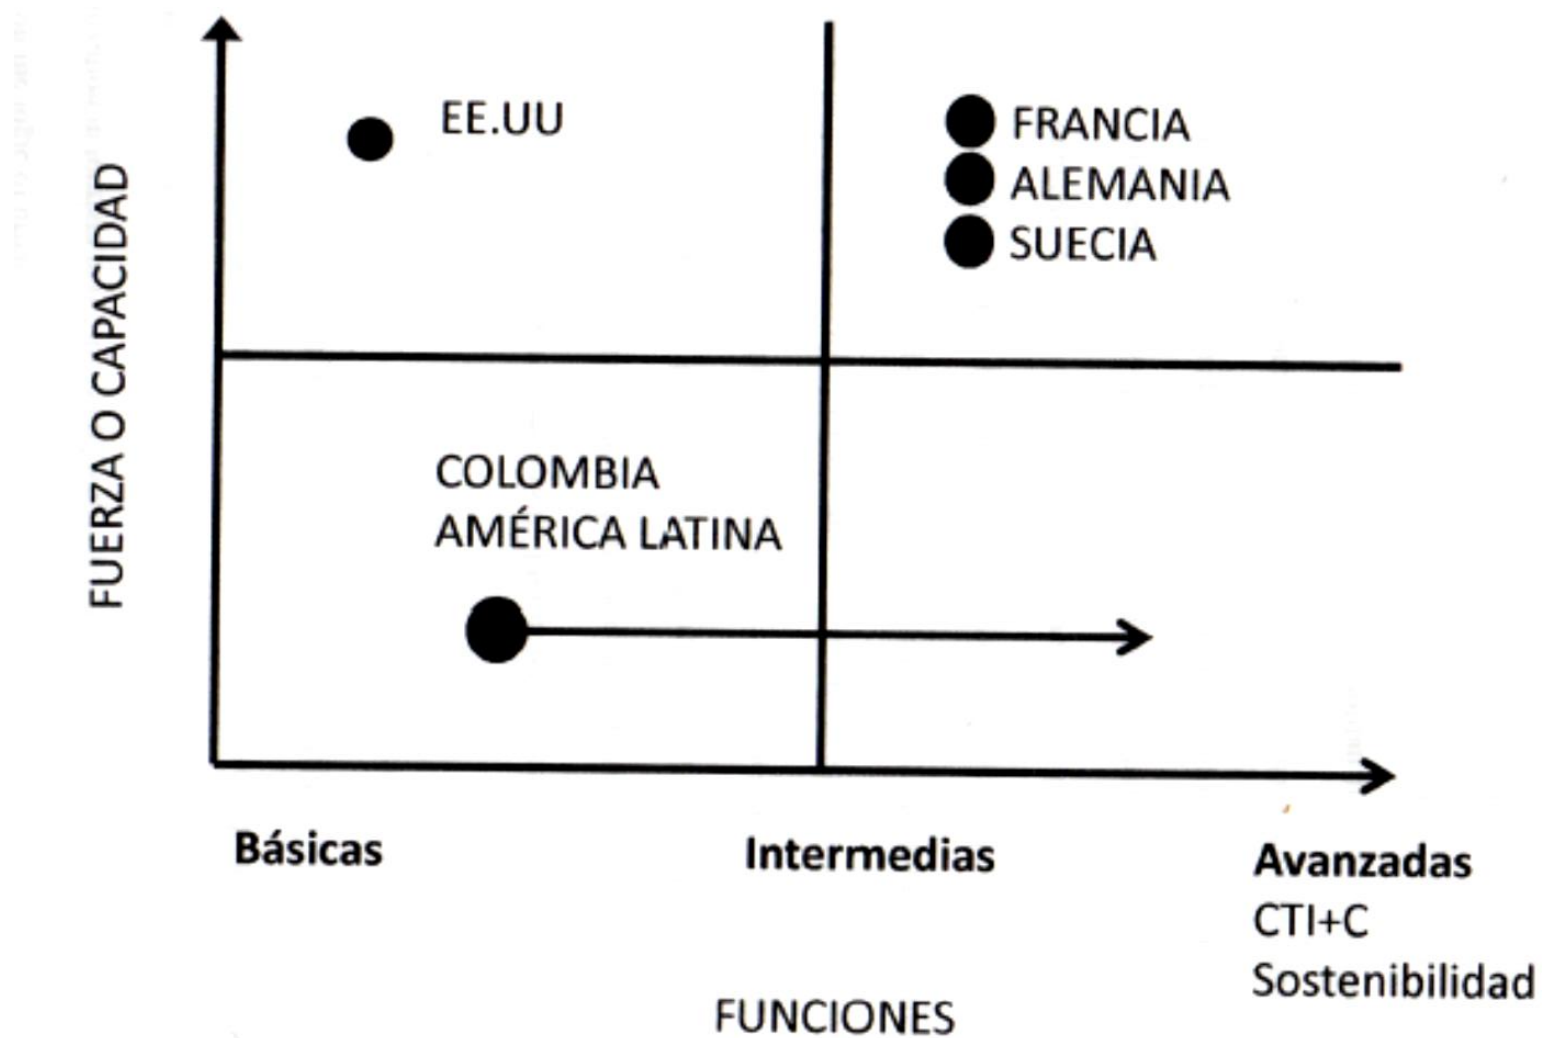 EE.UU
FRANCIA
ALEMANIA
SUECIA
FUERZA O CAPACIDAD
COLOMBIA
AMÉRICA LATINA
Básicas
Intermedias
Avanzadas
CTI+C
Sostenibilidad
FUNCIONES